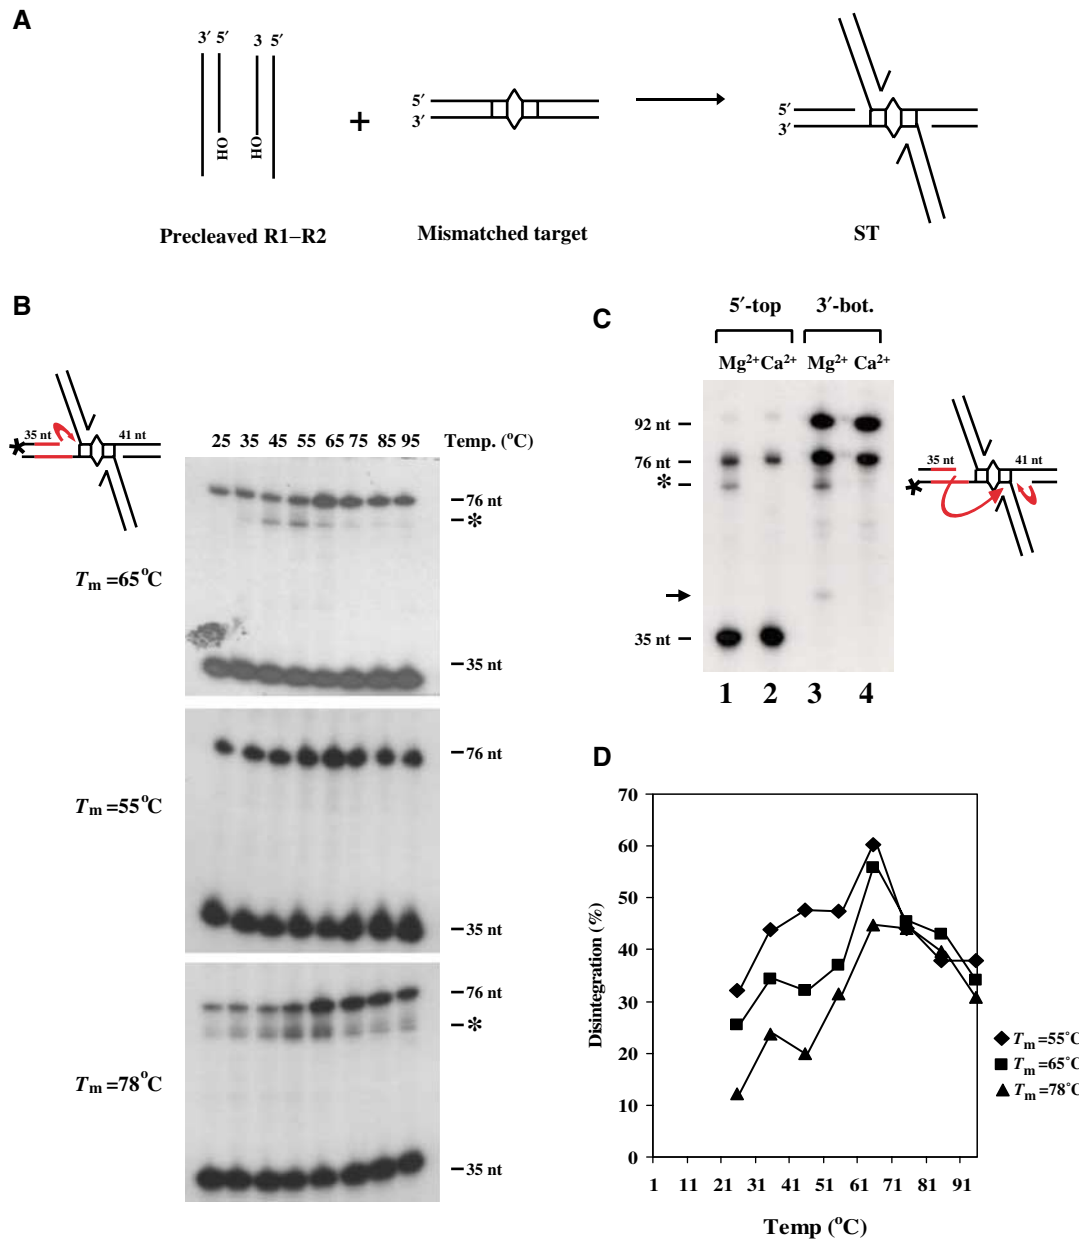 A
3′ 5′ 3 5′
HO HO
+
5′
3′
5′
3′
Precleaved R1–R2
Mismatched target
ST
B
35 nt
41 nt
*
25 35 45 55 65 75 85 95 Temp. (°C)
–76 nt
–*
Tm =65°C
–35 nt
–76 nt
Tm =55°C
–35 nt
–76 nt
–*
Tm =78°C
–35 nt
C
5′-top 3′-bot.
Mg²⁺ Ca²⁺ Mg²⁺ Ca²⁺
92 nt –
76 nt –
* –
35 nt –
1 2 3 4
35 nt
41 nt
*
D
70
60
50
40
30
20
10
0
Disintegration (%)
1 11 21 31 41 51 61 71 81 91
Temp (°C)
Tm =55°C
Tm =65°C
Tm =78°C